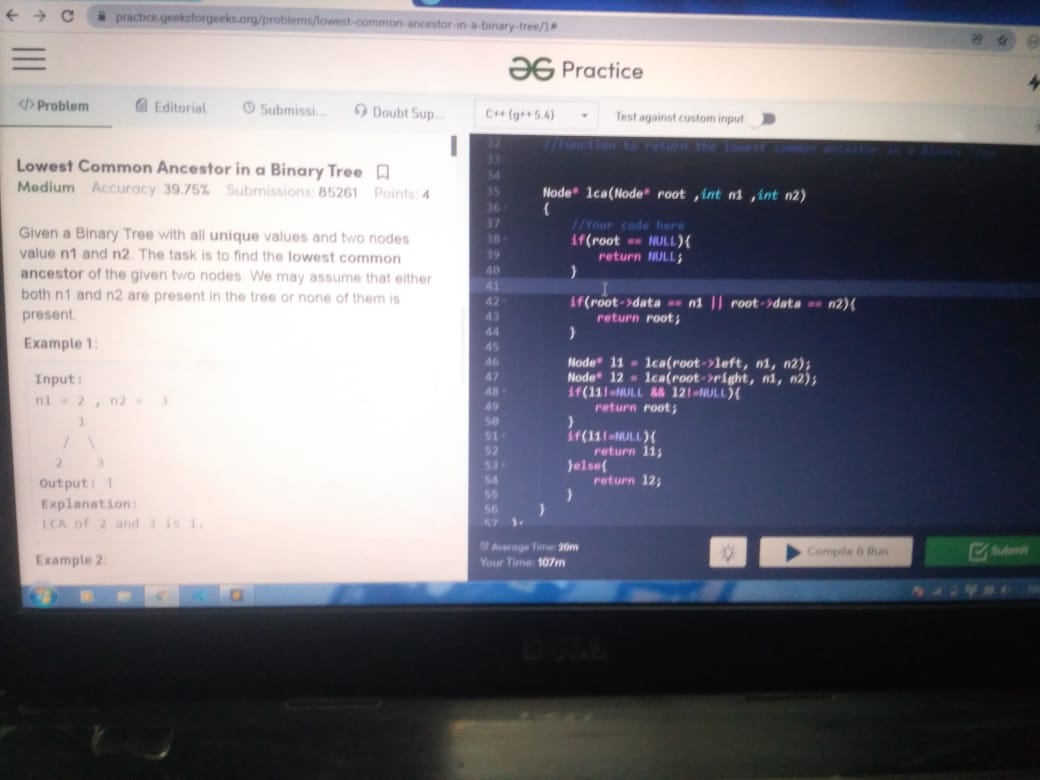 practice.geeksforgeeks.org/problems/lowest-common-ancestor-in-a-binary-tree/1#
GG Practice
</> Problem
Editorial
Submissi...
Doubt Sup...
C++ (g++ 5.4)
Test against custom input
Lowest Common Ancestor in a Binary Tree
Medium Accuracy: 39.75% Submissions: 85261 Points: 4
Given a Binary Tree with all unique values and two nodes
value n1 and n2. The task is to find the lowest common
ancestor of the given two nodes. We may assume that either
both n1 and n2 are present in the tree or none of them is
present.
Example 1:
Input:
n1 = 2 , n2 = 3
1
/ \
2 3
Output: 1
Explanation:
LCA of 2 and 3 is 1.
Example 2:
32 //Function to return the lowest common ancestor in a Binary Tree
33
34
35 Node* lca(Node* root ,int n1 ,int n2)
36 {
37 //Your code here
38 if(root == NULL){
39 return NULL;
40 }
41
42 if(root->data == n1 || root->data == n2){
43 return root;
44 }
45
46 Node* l1 = lca(root->left, n1, n2);
47 Node* l2 = lca(root->right, n1, n2);
48 if(l1!=NULL && l2!=NULL){
49 return root;
50 }
51 if(l1!=NULL){
52 return l1;
53 }else{
54 return l2;
55 }
56 }
57 };
Average Time: 20m
Your Time: 107m
Compile & Run
Submit
DELL